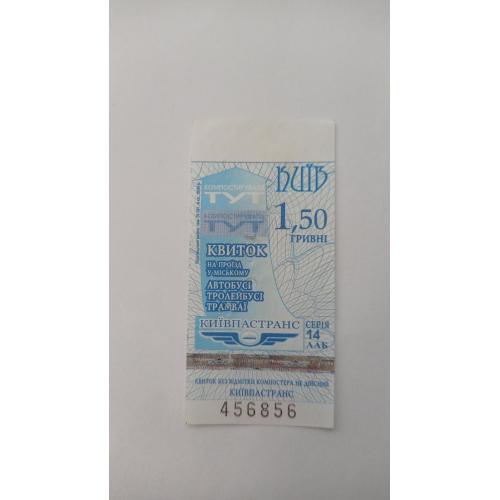 КИЇВ
КОМПОСТИРУВАТИ
ТУТ
КОМПОСТИРУВАТИ
ТУТ
1,50
ГРИВНІ
КВИТОК
НА ПРОЇЗД
У МІСЬКОМУ
АВТОБУСІ
ТРОЛЕЙБУСІ
ТРАМВАЇ
КИЇВПАСТРАНС
СЕРІЯ
14
ААБ
КВИТОК БЕЗ ВІДМІТКИ КОМПОСТЕРА НЕ ДІЙСНИЙ
КИЇВПАСТРАНС
456856